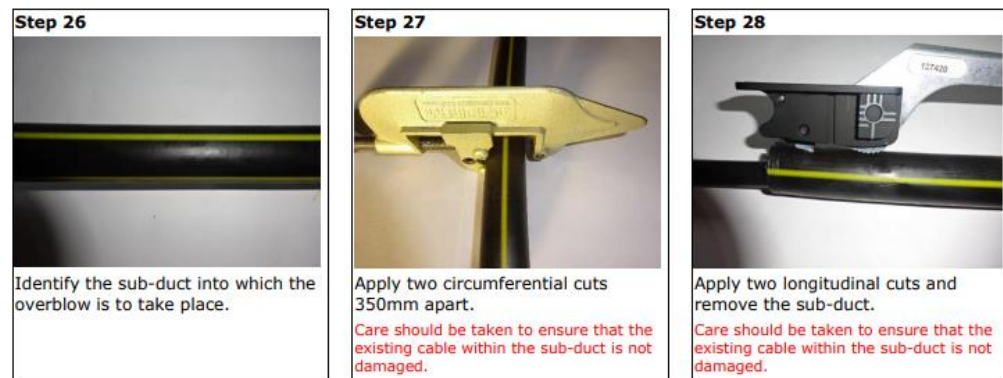 Step 26
Identify the sub-duct into which the
overblow is to take place.
Step 27
Apply two circumferential cuts
350mm apart.
Care should be taken to ensure that the
existing cable within the sub-duct is not
damaged.
Step 28
127420
Apply two longitudinal cuts and
remove the sub-duct.
Care should be taken to ensure that the
existing cable within the sub-duct is not
damaged.